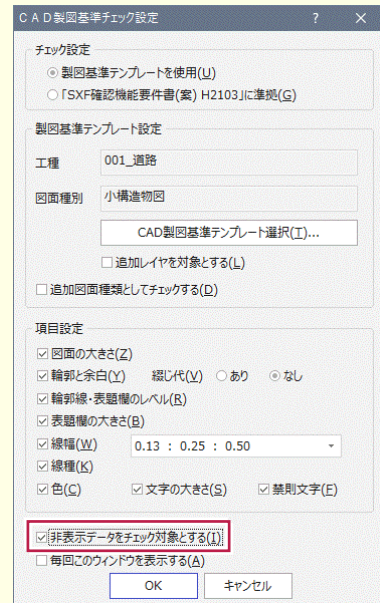 CAD製図基準チェック設定 ? ×
チェック設定
製図基準テンプレートを使用(U)
「SXF確認機能要件書(案) H2103」に準拠(G)
製図基準テンプレート設定
工種 001_道路
図面種別 小構造物図
CAD製図基準テンプレート選択(T)...
追加レイヤを対象とする(L)
追加図面種類としてチェックする(D)
項目設定
図面の大きさ(Z)
輪郭と余白(Y) 綴じ代(V) あり なし
輪郭線・表題欄のレベル(R)
表題欄の大きさ(B)
線幅(W) 0.13 : 0.25 : 0.50
線種(K)
色(C) 文字の大きさ(S) 禁則文字(F)
非表示データをチェック対象とする(I)
毎回このウィンドウを表示する(A)
OK キャンセル